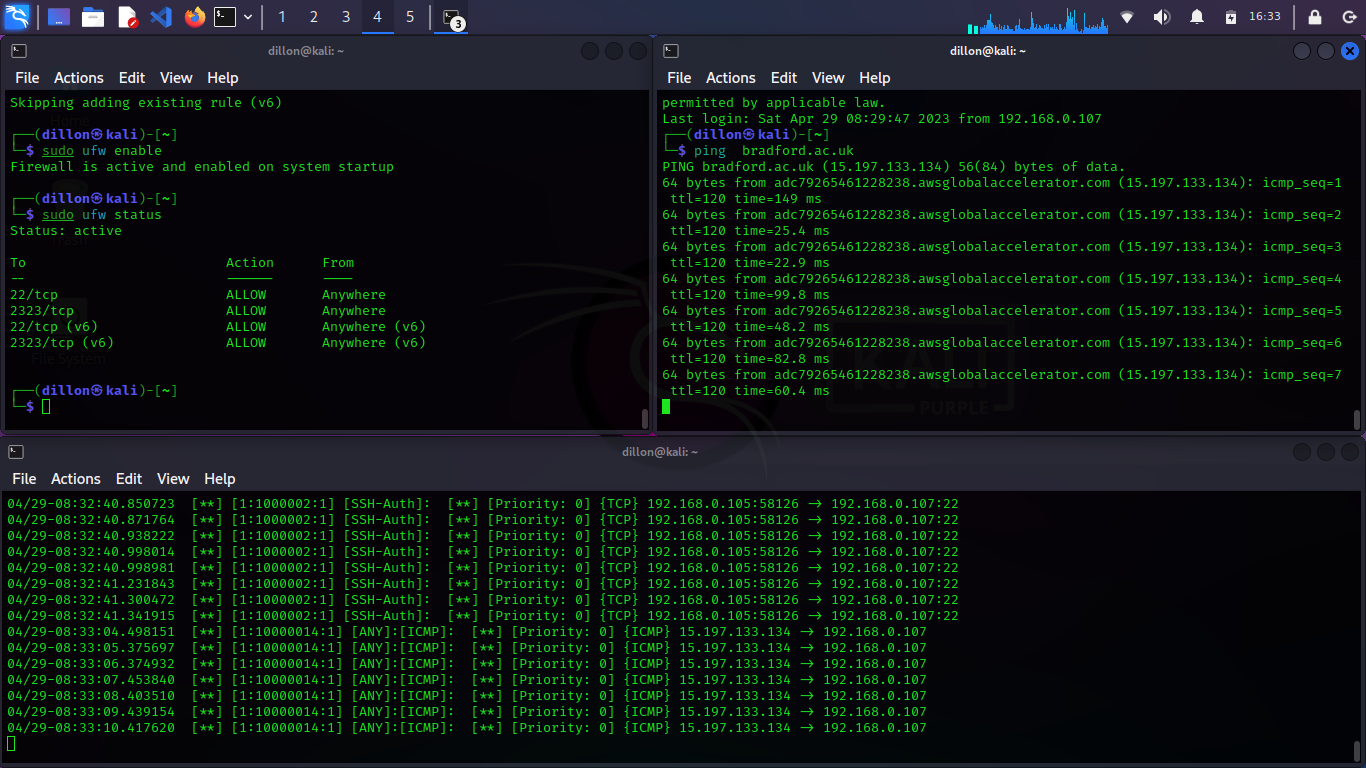 1 2 3 4 5 3 16:33
dillon@kali: ~
File Actions Edit View Help
Skipping adding existing rule (v6)
┌──(dillon㉿kali)-[~]
└─$ sudo ufw enable
Firewall is active and enabled on system startup
┌──(dillon㉿kali)-[~]
└─$ sudo ufw status
Status: active
To Action From
-- ------ ----
22/tcp ALLOW Anywhere
2323/tcp ALLOW Anywhere
22/tcp (v6) ALLOW Anywhere (v6)
2323/tcp (v6) ALLOW Anywhere (v6)
┌──(dillon㉿kali)-[~]
└─$
Home
Trash
File System
dillon@kali: ~
File Actions Edit View Help
permitted by applicable law.
Last login: Sat Apr 29 08:29:47 2023 from 192.168.0.107
┌──(dillon㉿kali)-[~]
└─$ ping  bradford.ac.uk
PING bradford.ac.uk (15.197.133.134) 56(84) bytes of data.
64 bytes from adc79265461228238.awsglobalaccelerator.com (15.197.133.134): icmp_seq=1
ttl=120 time=149 ms
64 bytes from adc79265461228238.awsglobalaccelerator.com (15.197.133.134): icmp_seq=2
ttl=120 time=25.4 ms
64 bytes from adc79265461228238.awsglobalaccelerator.com (15.197.133.134): icmp_seq=3
ttl=120 time=22.9 ms
64 bytes from adc79265461228238.awsglobalaccelerator.com (15.197.133.134): icmp_seq=4
ttl=120 time=99.8 ms
64 bytes from adc79265461228238.awsglobalaccelerator.com (15.197.133.134): icmp_seq=5
ttl=120 time=48.2 ms
64 bytes from adc79265461228238.awsglobalaccelerator.com (15.197.133.134): icmp_seq=6
ttl=120 time=82.8 ms
64 bytes from adc79265461228238.awsglobalaccelerator.com (15.197.133.134): icmp_seq=7
ttl=120 time=60.4 ms
KALI
PURPLE
dillon@kali: ~
File Actions Edit View Help
04/29-08:32:40.850723  [**] [1:1000002:1] [SSH-Auth]:  [**] [Priority: 0] {TCP} 192.168.0.105:58126 -> 192.168.0.107:22
04/29-08:32:40.871764  [**] [1:1000002:1] [SSH-Auth]:  [**] [Priority: 0] {TCP} 192.168.0.105:58126 -> 192.168.0.107:22
04/29-08:32:40.938222  [**] [1:1000002:1] [SSH-Auth]:  [**] [Priority: 0] {TCP} 192.168.0.105:58126 -> 192.168.0.107:22
04/29-08:32:40.998014  [**] [1:1000002:1] [SSH-Auth]:  [**] [Priority: 0] {TCP} 192.168.0.105:58126 -> 192.168.0.107:22
04/29-08:32:40.998981  [**] [1:1000002:1] [SSH-Auth]:  [**] [Priority: 0] {TCP} 192.168.0.105:58126 -> 192.168.0.107:22
04/29-08:32:41.231843  [**] [1:1000002:1] [SSH-Auth]:  [**] [Priority: 0] {TCP} 192.168.0.105:58126 -> 192.168.0.107:22
04/29-08:32:41.300472  [**] [1:1000002:1] [SSH-Auth]:  [**] [Priority: 0] {TCP} 192.168.0.105:58126 -> 192.168.0.107:22
04/29-08:32:41.341915  [**] [1:1000002:1] [SSH-Auth]:  [**] [Priority: 0] {TCP} 192.168.0.105:58126 -> 192.168.0.107:22
04/29-08:33:04.498151  [**] [1:10000014:1] [ANY]:[ICMP]:  [**] [Priority: 0] {ICMP} 15.197.133.134 -> 192.168.0.107
04/29-08:33:05.375697  [**] [1:10000014:1] [ANY]:[ICMP]:  [**] [Priority: 0] {ICMP} 15.197.133.134 -> 192.168.0.107
04/29-08:33:06.374932  [**] [1:10000014:1] [ANY]:[ICMP]:  [**] [Priority: 0] {ICMP} 15.197.133.134 -> 192.168.0.107
04/29-08:33:07.453840  [**] [1:10000014:1] [ANY]:[ICMP]:  [**] [Priority: 0] {ICMP} 15.197.133.134 -> 192.168.0.107
04/29-08:33:08.403510  [**] [1:10000014:1] [ANY]:[ICMP]:  [**] [Priority: 0] {ICMP} 15.197.133.134 -> 192.168.0.107
04/29-08:33:09.439154  [**] [1:10000014:1] [ANY]:[ICMP]:  [**] [Priority: 0] {ICMP} 15.197.133.134 -> 192.168.0.107
04/29-08:33:10.417620  [**] [1:10000014:1] [ANY]:[ICMP]:  [**] [Priority: 0] {ICMP} 15.197.133.134 -> 192.168.0.107